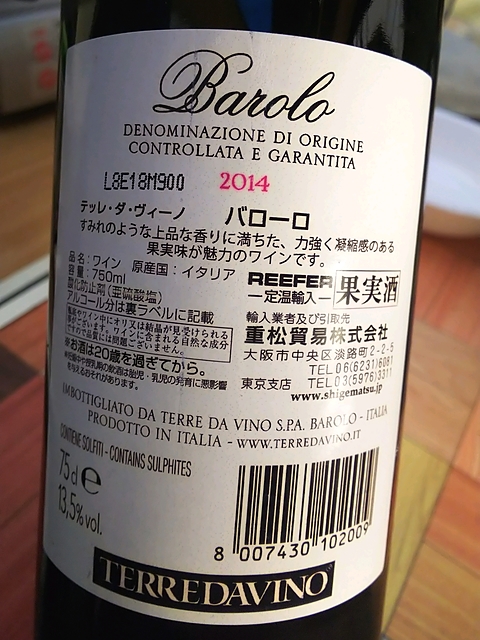 Barolo
DENOMINAZIONE DI ORIGINE
CONTROLLATA E GARANTITA
L8E18M900 2014
テッレ・ダ・ヴィーノ バローロ
すみれのような上品な香りに満ちた、力強く凝縮感のある
果実味が魅力のワインです。
品名：ワイン
容量：750ml 原産国：イタリア
酸化防止剤(亜硫酸塩)
アルコール分は裏ラベルに記載
REEFER
定温輸入
果実酒
輸入業者及び引取先
重松貿易株式会社
大阪市中央区淡路町2-2-5
TEL06(6231)6081
東京支店 TEL03(5976)3311
www.shigematsu.jp
※お酒は20歳を過ぎてから。
IMBOTTIGLIATO DA TERRE DA VINO S.P.A. BAROLO - ITALIA
PRODOTTO IN ITALIA - WWW.TERREDAVINO.IT
CONTIENE SOLFITI - CONTAINS SULPHITES
75 cl e
13,5% vol.
8 007430 102009
TERREDAVINO